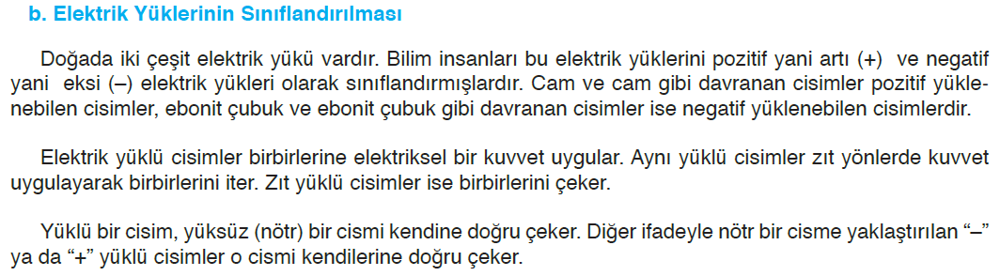 b. Elektrik Yüklerinin Sınıflandırılması
Doğada iki çeşit elektrik yükü vardır. Bilim insanları bu elektrik yüklerini pozitif yani artı (+) ve negatif
yani eksi (–) elektrik yükleri olarak sınıflandırmışlardır. Cam ve cam gibi davranan cisimler pozitif yükle-
nebilen cisimler, ebonit çubuk ve ebonit çubuk gibi davranan cisimler ise negatif yüklenebilen cisimlerdir.
Elektrik yüklü cisimler birbirlerine elektriksel bir kuvvet uygular. Aynı yüklü cisimler zıt yönlerde kuvvet
uygulayarak birbirlerini iter. Zıt yüklü cisimler ise birbirlerini çeker.
Yüklü bir cisim, yüksüz (nötr) bir cismi kendine doğru çeker. Diğer ifadeyle nötr bir cisme yaklaştırılan “–”
ya da “+” yüklü cisimler o cismi kendilerine doğru çeker.